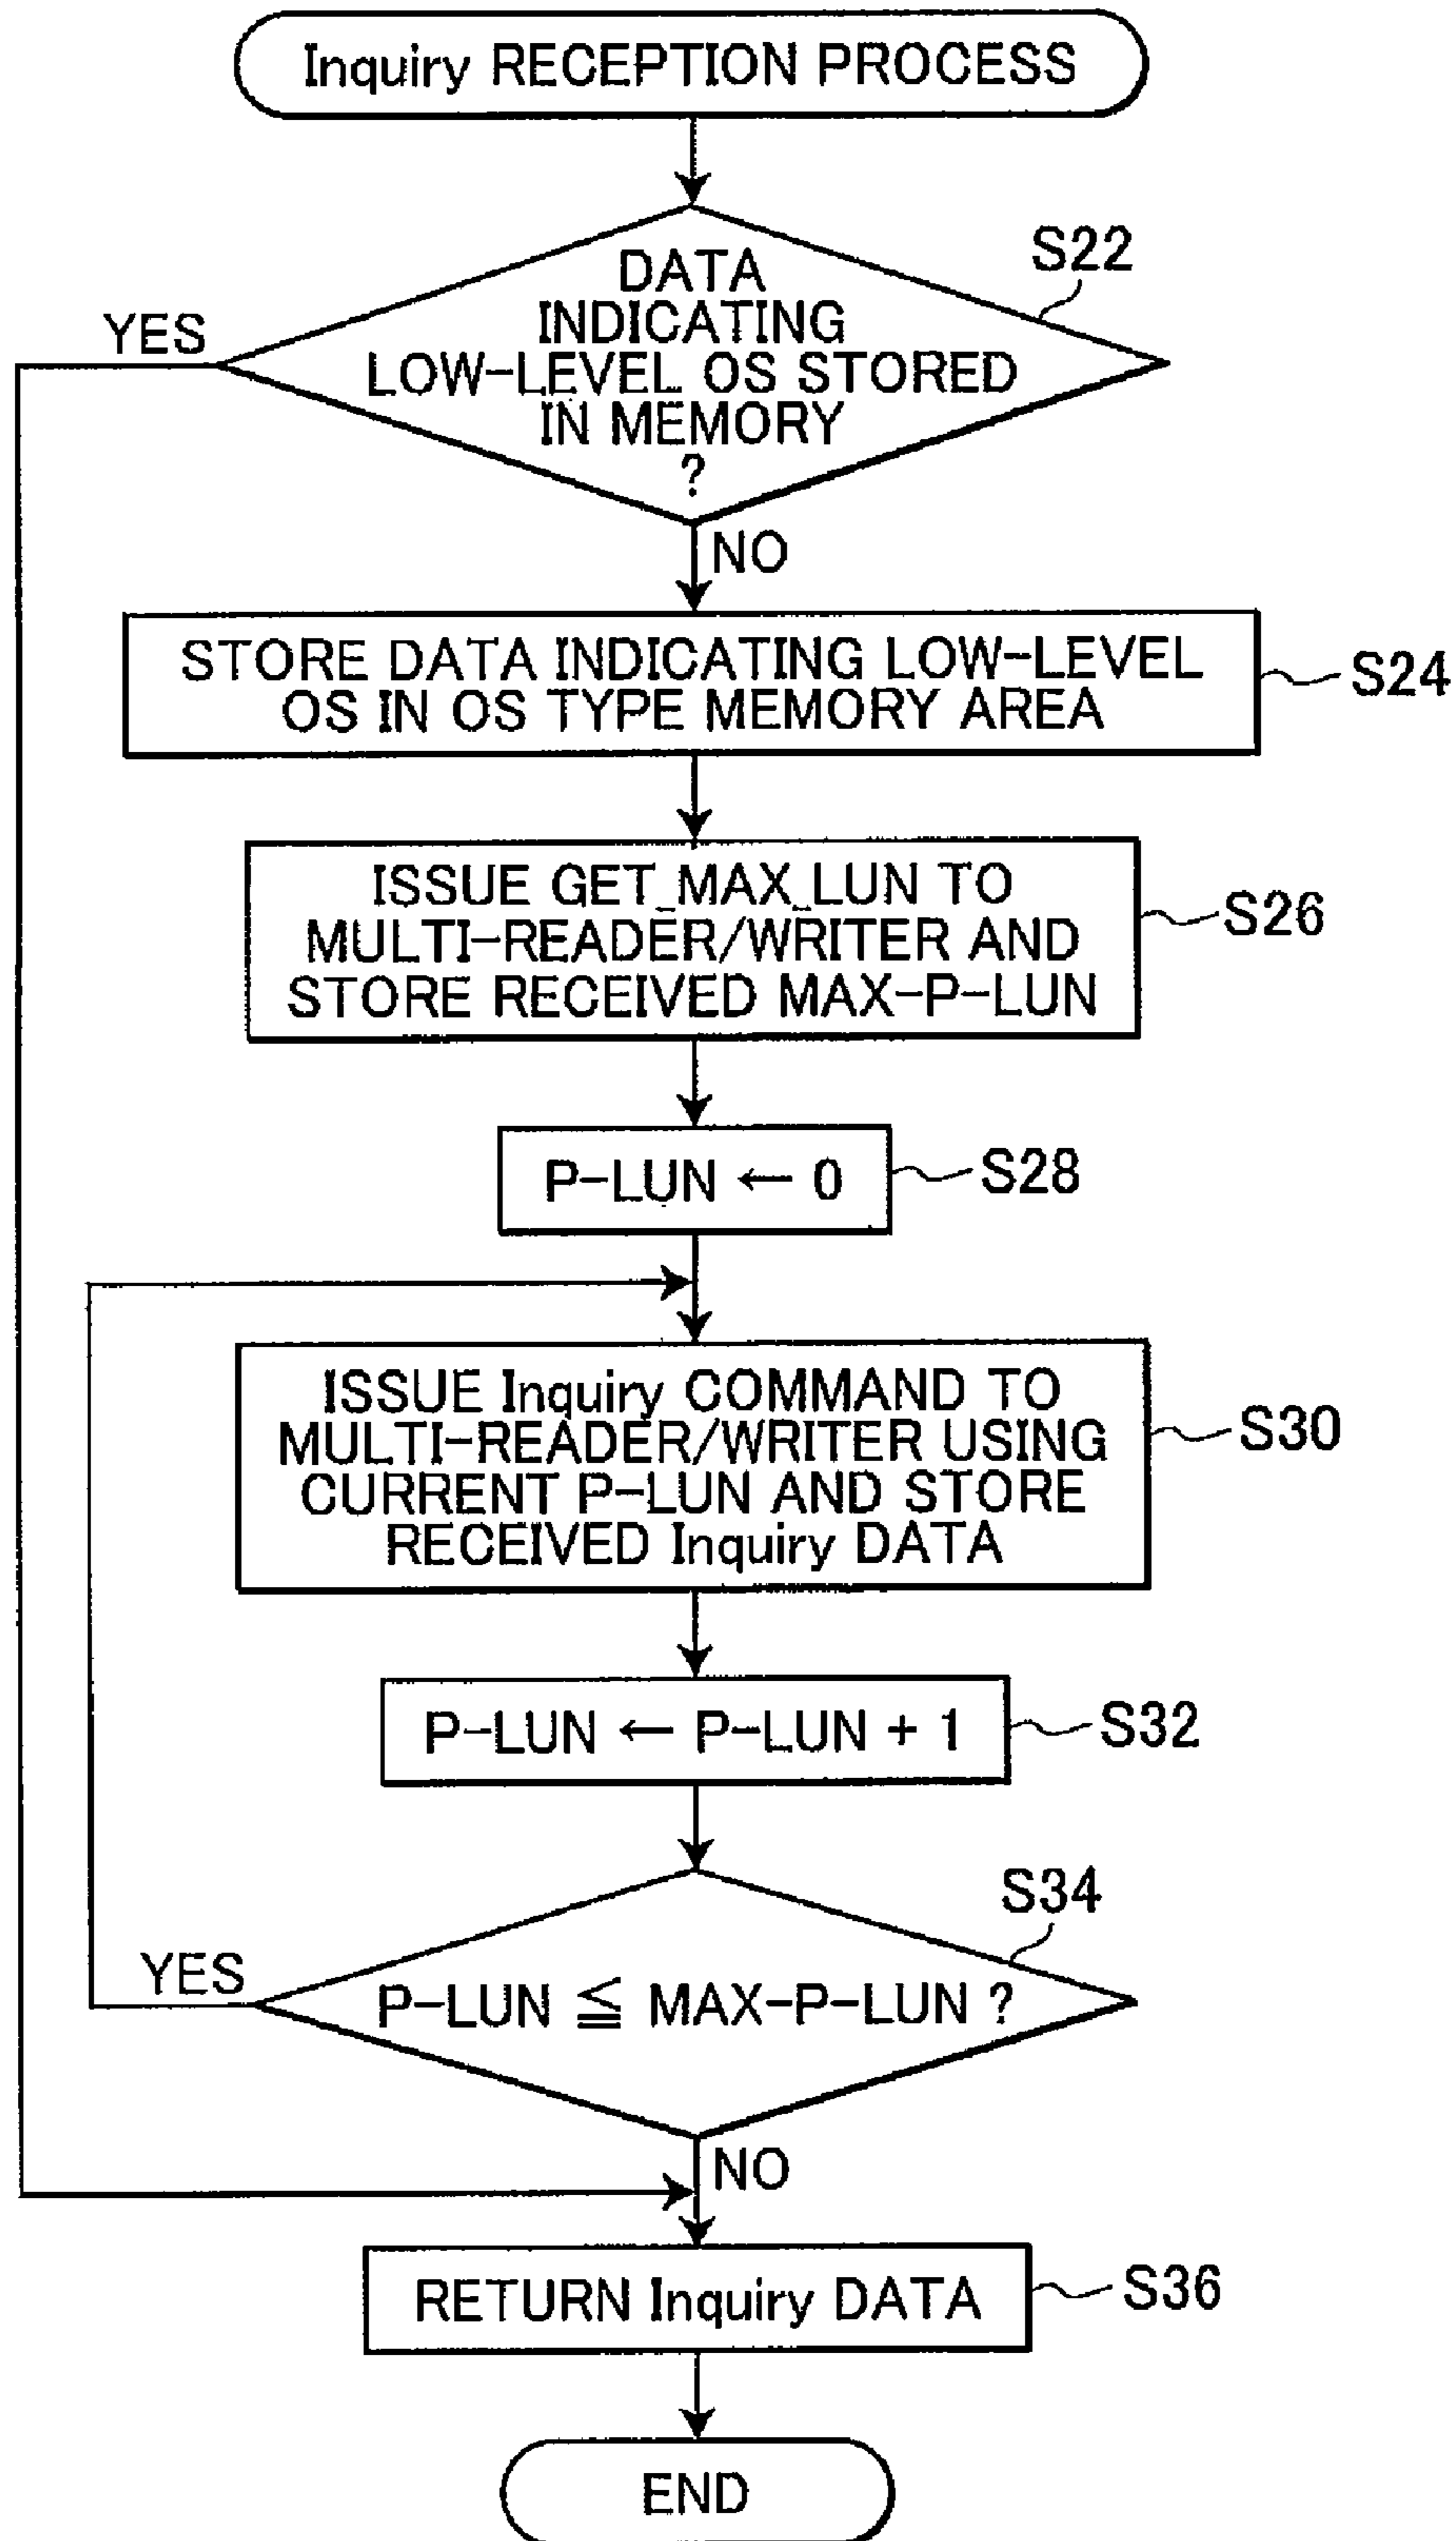 Inquiry RECEPTION PROCESS
S22
DATA
INDICATING
LOW-LEVEL OS STORED
IN MEMORY
?
YES
NO
STORE DATA INDICATING LOW-LEVEL
OS IN OS TYPE MEMORY AREA
S24
ISSUE GET_MAX_LUN TO
MULTI-READER/WRITER AND
STORE RECEIVED MAX-P-LUN
S26
P-LUN ← 0
S28
ISSUE Inquiry COMMAND TO
MULTI-READER/WRITER USING
CURRENT P-LUN AND STORE
RECEIVED Inquiry DATA
S30
P-LUN ← P-LUN + 1
S32
S34
YES
P-LUN ≦ MAX-P-LUN ?
NO
RETURN Inquiry DATA
S36
END